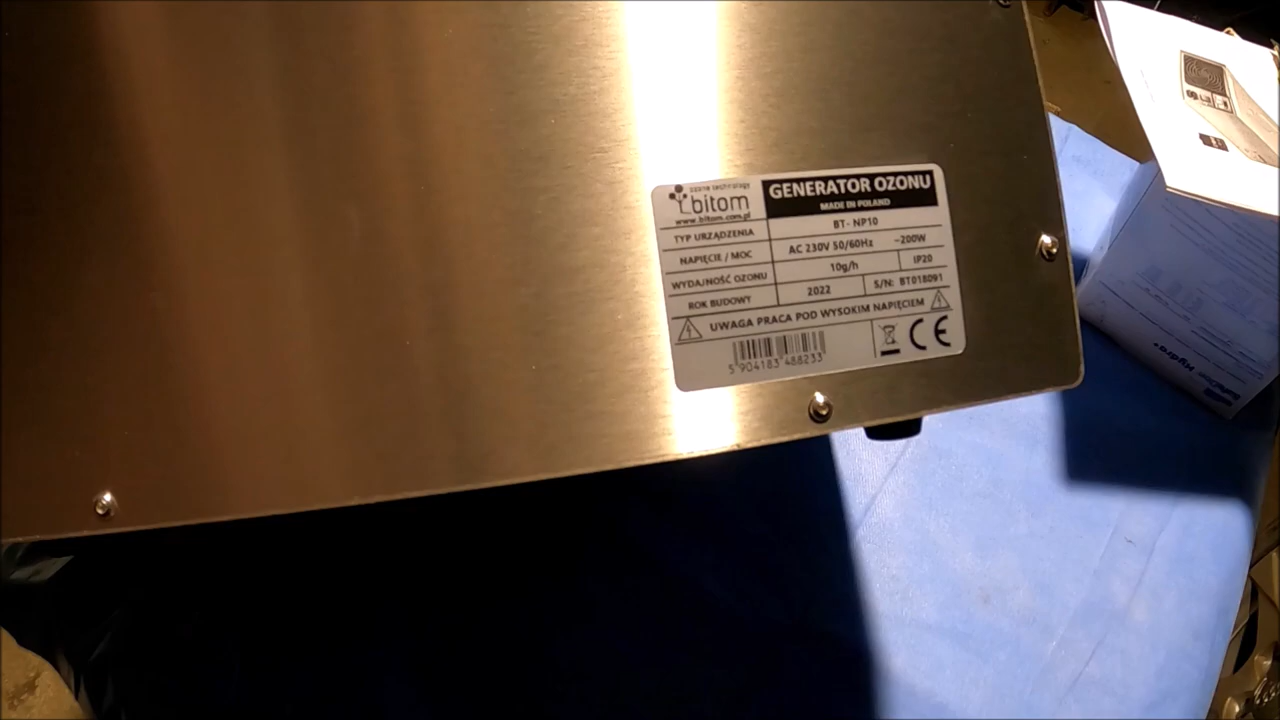 ozone technology
bitom
www.bitom.com.pl
GENERATOR OZONU
MADE IN POLAND
TYP URZĄDZENIA BT- NP10
NAPIĘCIE / MOC AC 230V 50/60Hz ~200W
WYDAJNOŚĆ OZONU 10g/h IP20
ROK BUDOWY 2022 S/N: BT018091
UWAGA PRACA POD WYSOKIM NAPIĘCIEM
5 904183 488233
CE
Hydra+